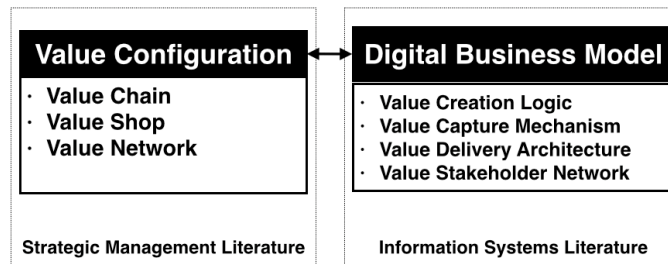 Value Configuration
· Value Chain
· Value Shop
· Value Network
Strategic Management Literature
Digital Business Model
· Value Creation Logic
· Value Capture Mechanism
· Value Delivery Architecture
· Value Stakeholder Network
Information Systems Literature